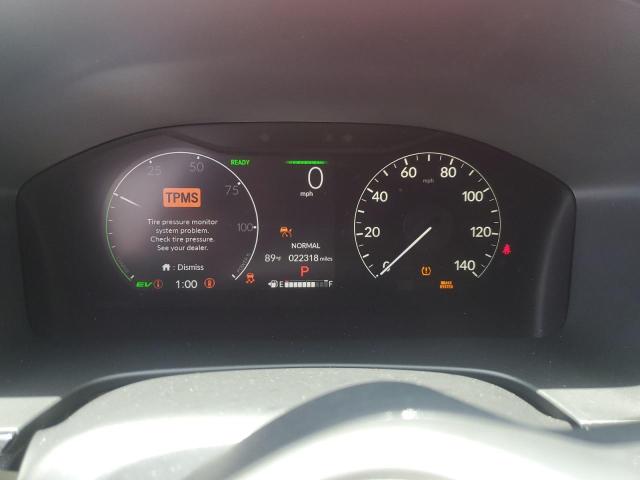 25 50 75 100
READY
TPMS
Tire pressure monitor
system problem.
Check tire pressure.
See your dealer.
: Dismiss
EV 1:00
0
mph
NORMAL
89°F 022318 miles
P
E F
0 20 40 60 80 100 120 140
mph
BRAKE
SYSTEM